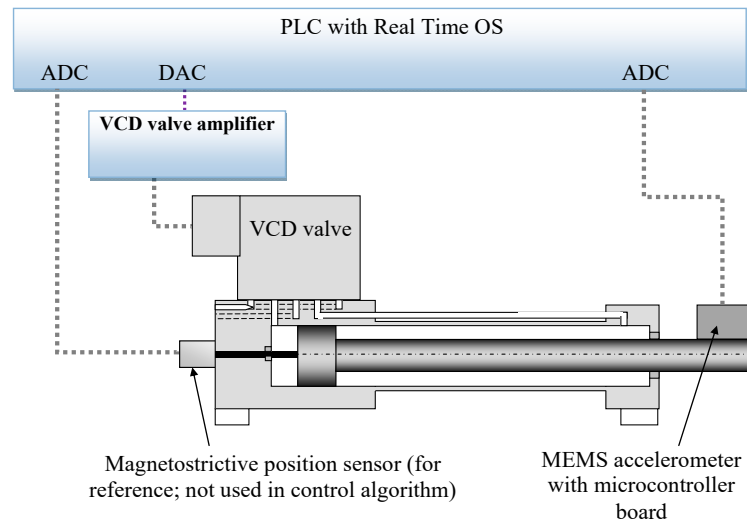 PLC with Real Time OS
ADC DAC ADC
VCD valve amplifier
VCD valve
Magnetostrictive position sensor (for
reference; not used in control algorithm)
MEMS accelerometer
with microcontroller
board